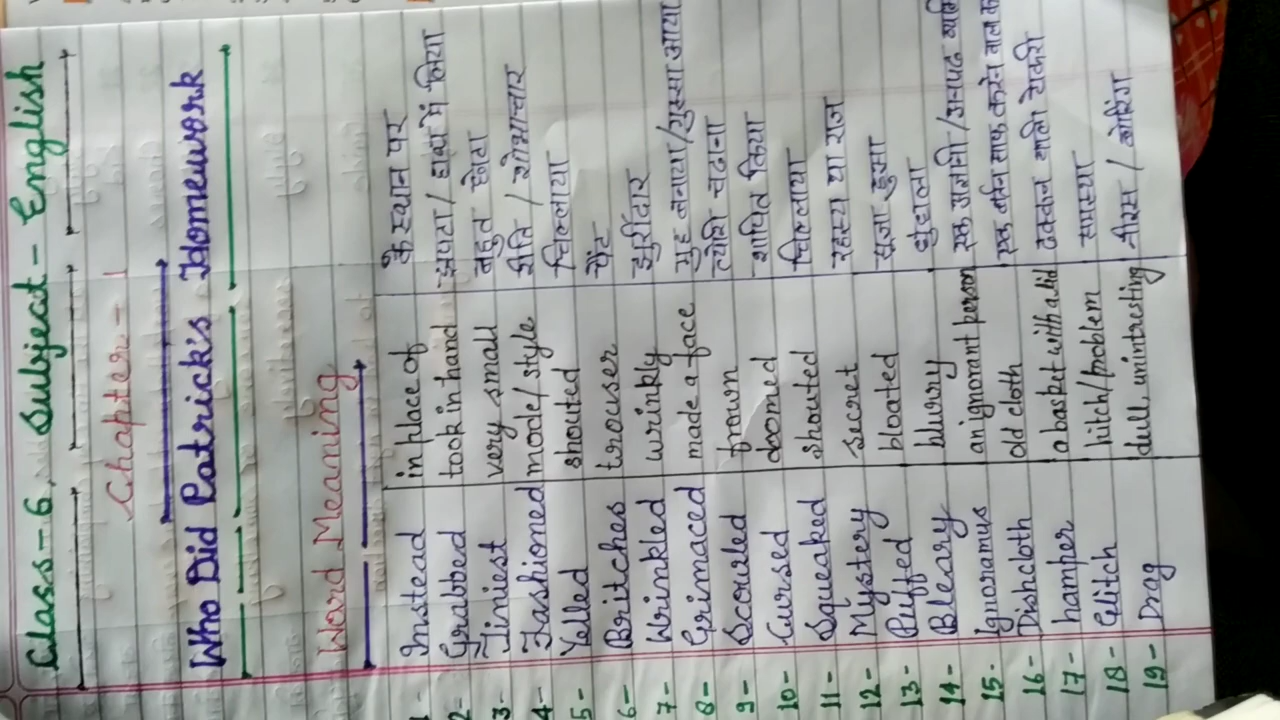 Class-6, Subject - English
Chapter - 1
Who Did Patrick's Homework
Word Meaning
1- Instead in place of के स्थान पर
2- Grabbed took in hand झपटा / हाथ में लिया
3- Tiniest very small बहुत छोटा
4- Fashioned mode/style रीति / शोभाचार
5- Yelled shouted चिल्लाया
6- Britches trouser पैंट
7- Wrinkled wrinkly झुर्रीदार
8- Grimaced made a face मुह बनाया/गुस्सा आया
9- Scowled frown त्योरि चढाना
10- Cursed doomed शापित किया
11- Squeaked shouted चिल्लाया
12- Mystery secret रहस्य या राज
13- Puffed bloated सूजा हुआ
14- Bleary blurry धुंधला
15- Ignoramus an ignorant person एक अज्ञानी /अनपढ
16- Dishcloth old cloth एक बर्तन साफ करने वाल
17- hamper a basket with a lid ढक्कन वाली टोकरी
18- Glitch hitch/problem समस्या
19- Drag dull, uninteresting नीरस / बोरिंग